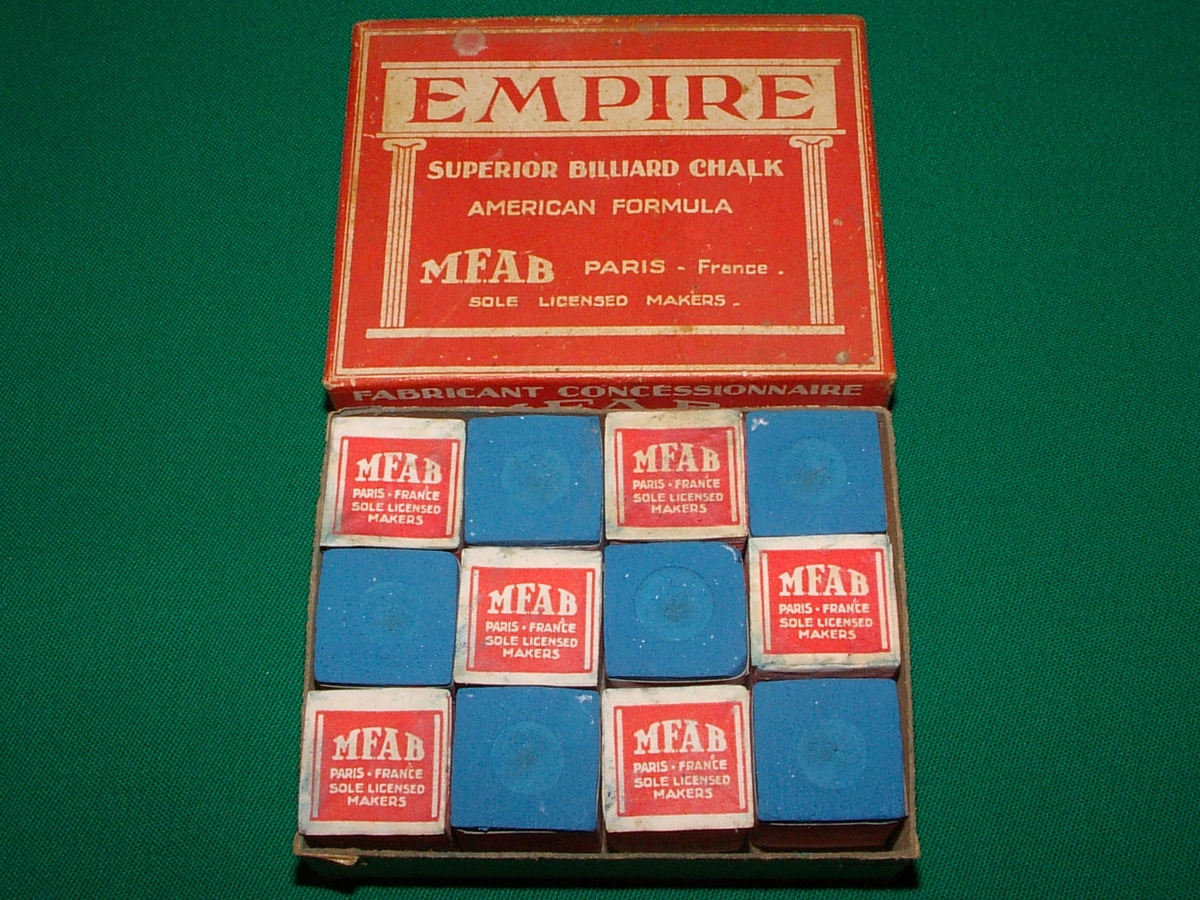 EMPIRE
SUPERIOR BILLIARD CHALK
AMERICAN FORMULA
MFAB PARIS - France.
SOLE LICENSED MAKERS-
FABRICANT CONCESSIONNAIRE
MFAB
PARIS - FRANCE
SOLE LICENSED
MAKERS
MFAB
PARIS - FRANCE
SOLE LICENSED
MAKERS
MFAB
PARIS - FRANCE
SOLE LICENSED
MAKERS
MFAB
PARIS - FRANCE
SOLE LICENSED
MAKERS
MFAB
PARIS - FRANCE
SOLE LICENSED
MAKERS
MFAB
PARIS - FRANCE
SOLE LICENSED
MAKERS